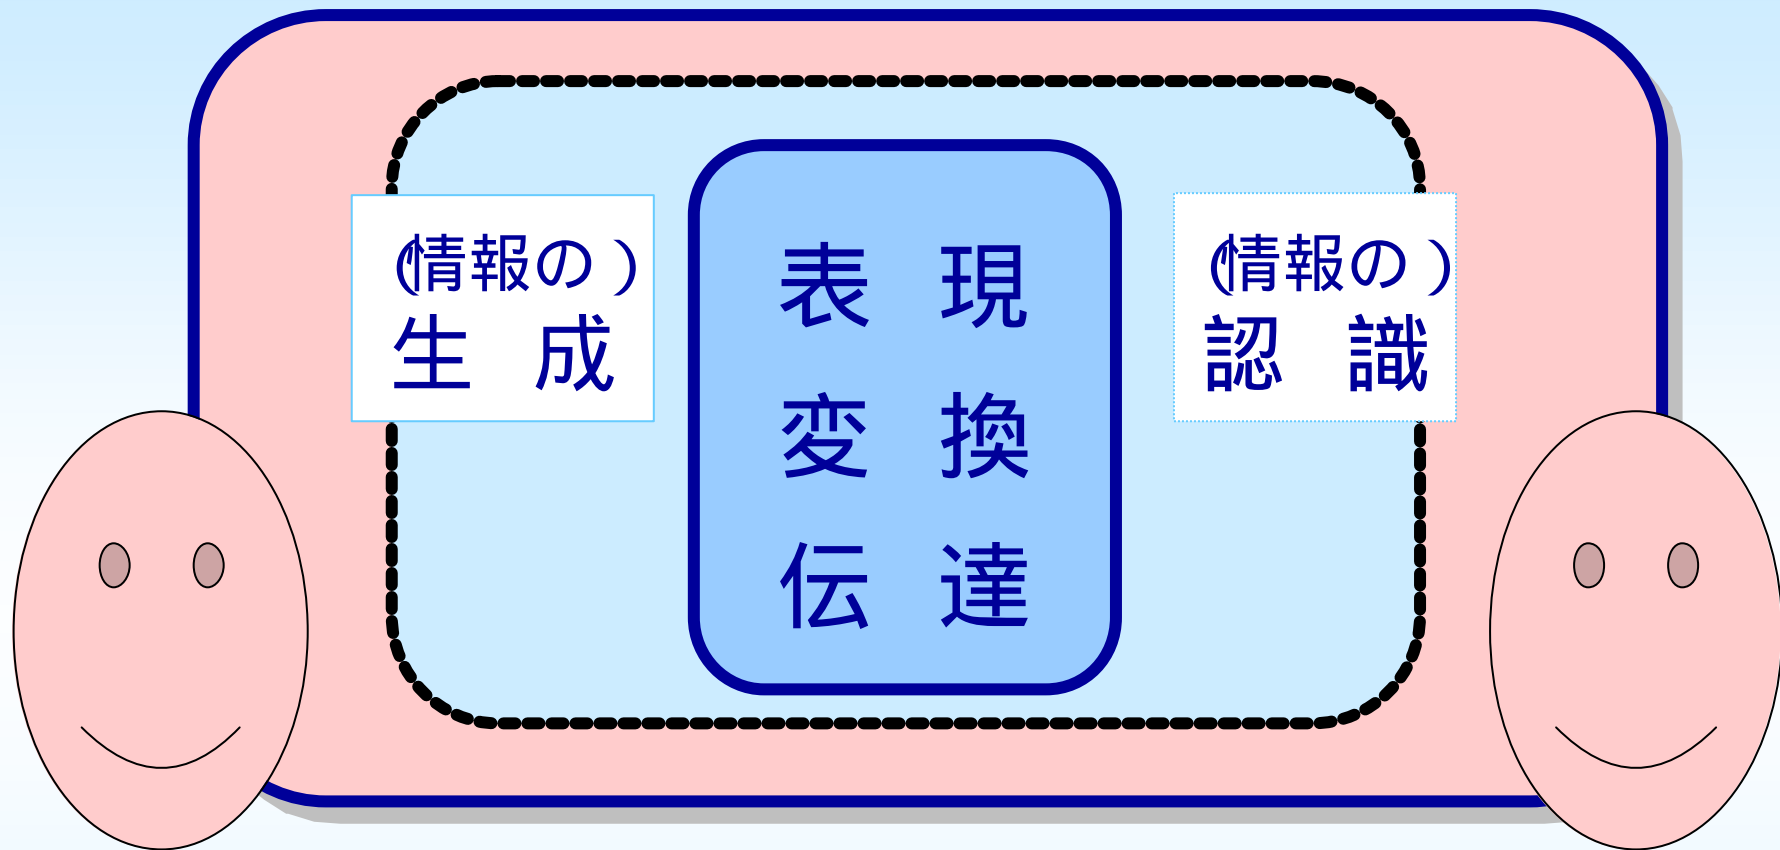 （情報の）
生　成
表　現
変　換
伝　達
（情報の）
認　識